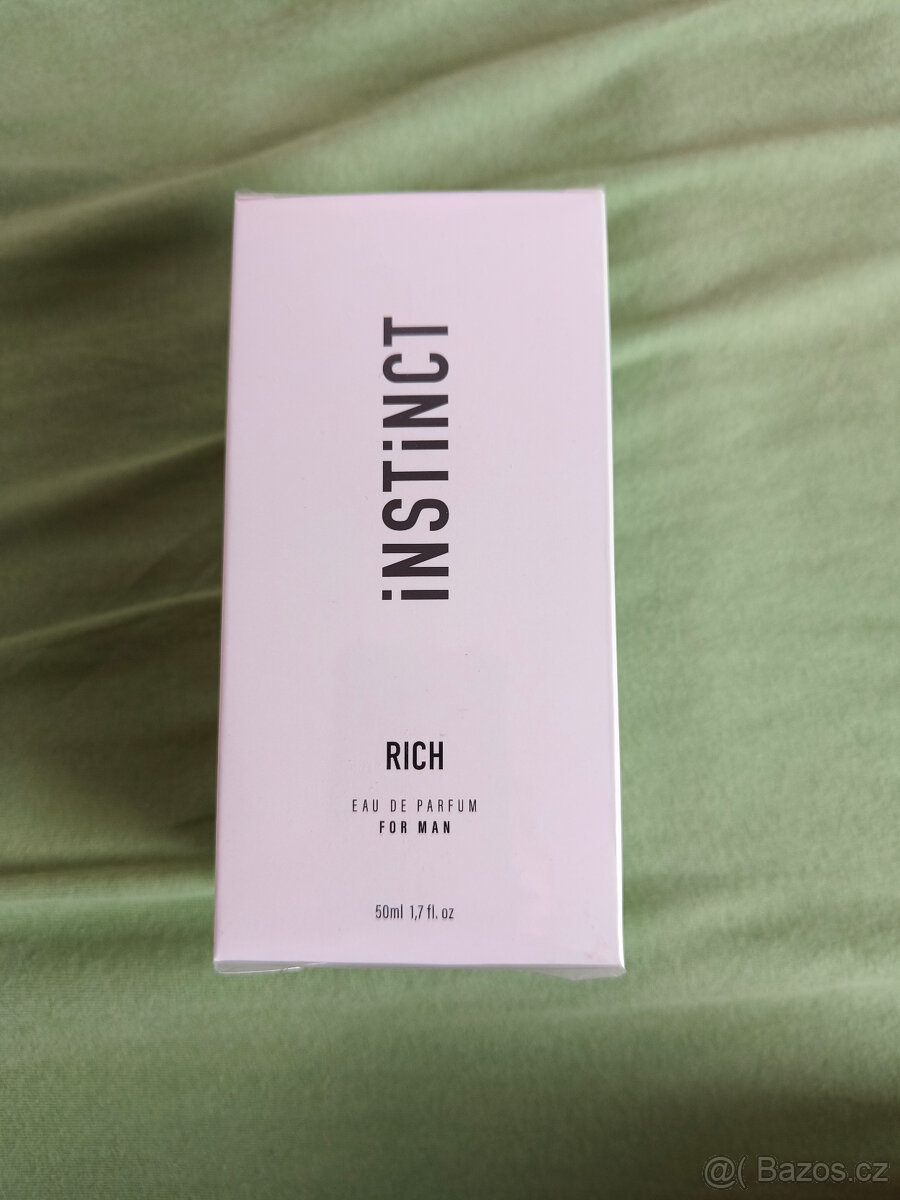 iNSTiNCT
RICH
EAU DE PARFUM
FOR MAN
50ml 1,7 fl. oz
@( Bazos.cz